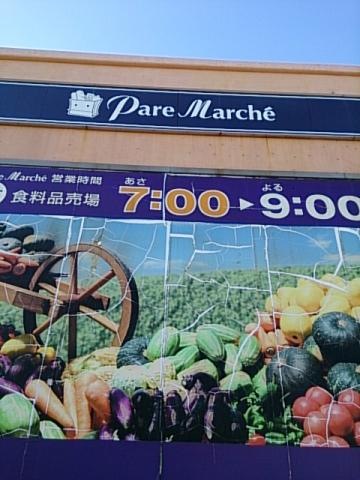 Pare Marché
Marché 営業時間
あさ よる
食料品売場 7:00 ▶ 9:00